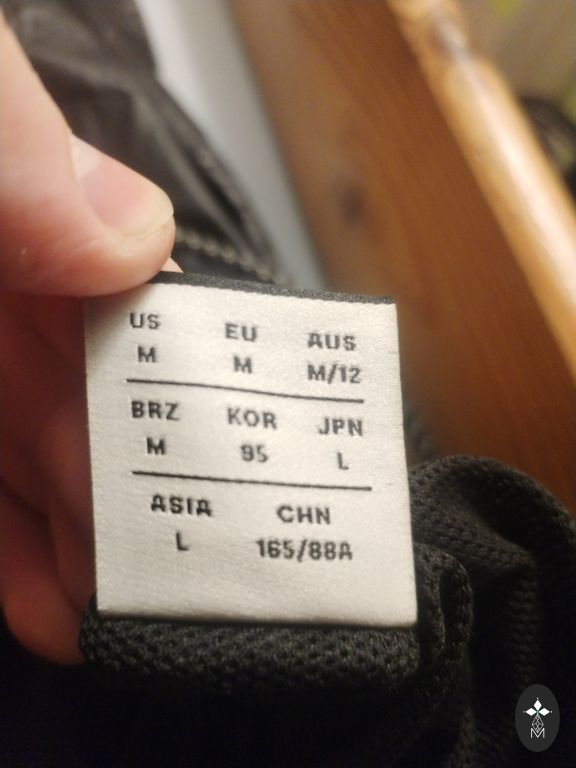 US EU AUS
M M M/12
BRZ KOR JPN
M 95 L
ASIA CHN
L 165/88A
M